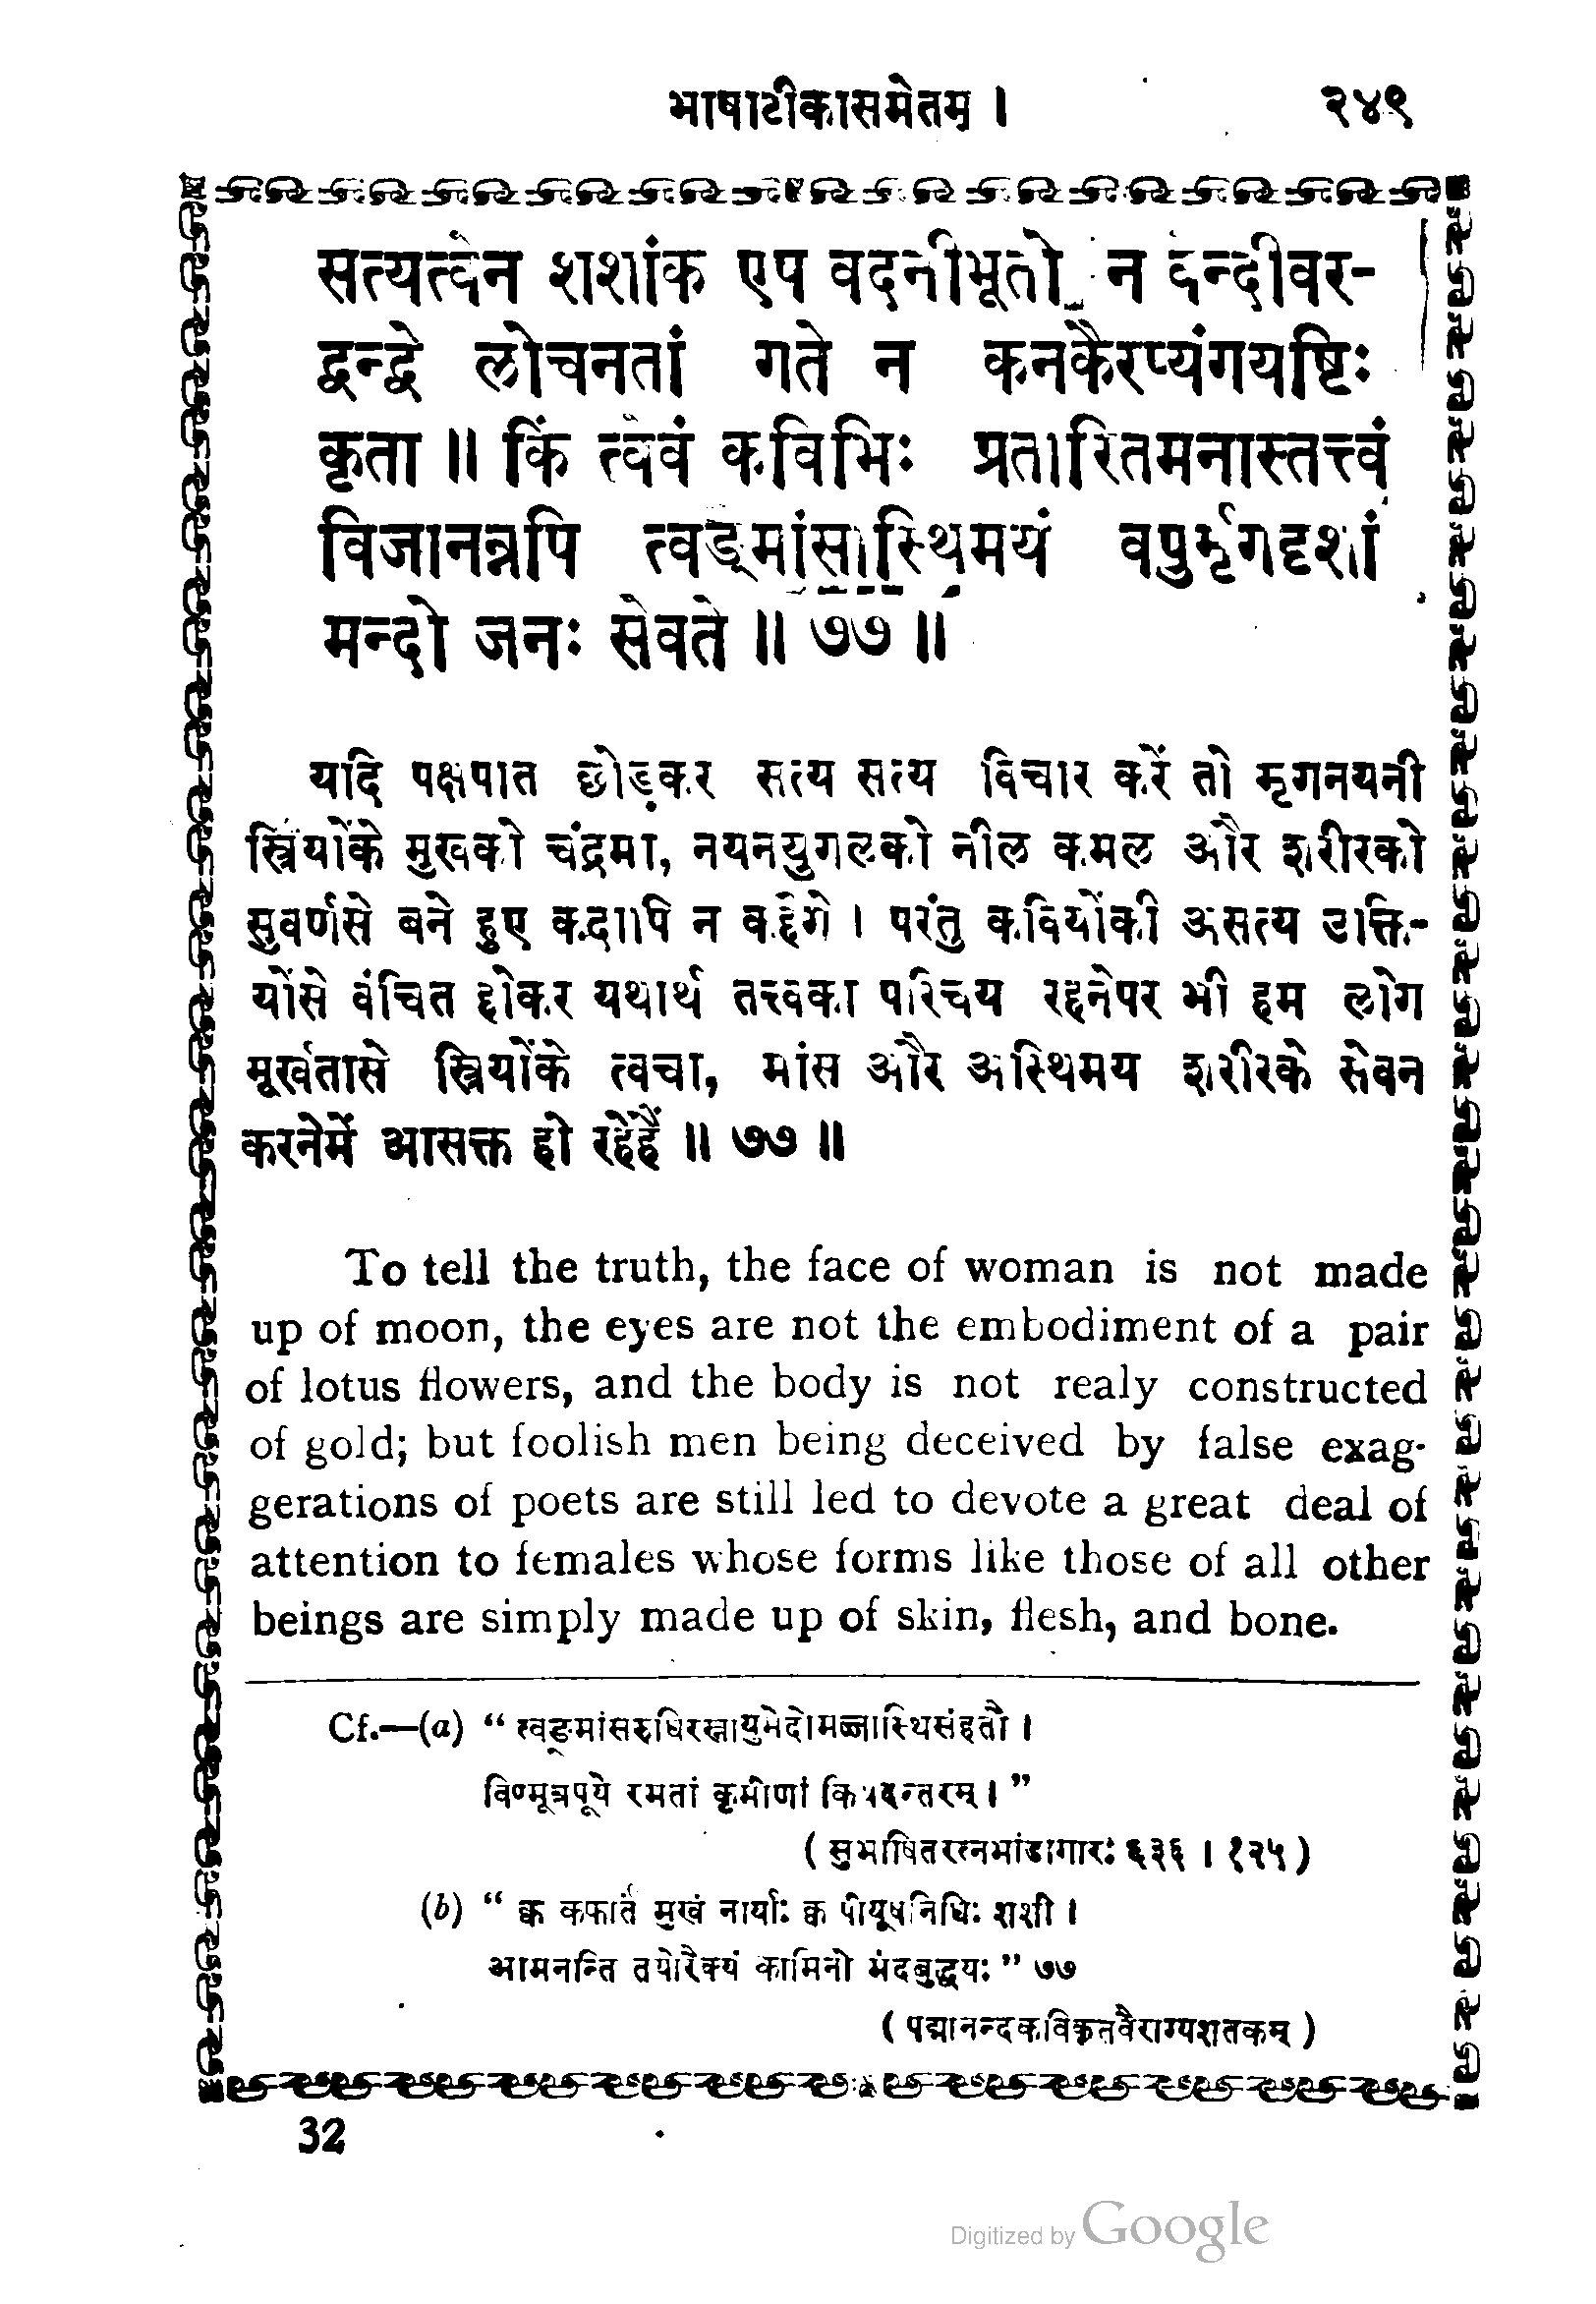 भाषाटीकासमेतम् । २४९
सत्यत्वेन शशांक एष वदनीभूतो न चेन्दीवर-
द्वन्द्वे लोचनतां गते न कनकैरप्यंगयष्टिः
कृता ॥ किं त्वेवं कविभिः प्रतारितमनास्तत्त्वं
विजानन्नपि त्वङ्मांसास्थिमयं वपुर्मृगदृशां
मन्दो जनः सेवते ॥ ७७ ॥
यदि पक्षपात छोड़कर सत्य सत्य विचार करें तो मृगनयनी
स्त्रियोंके मुखको चंद्रमा, नयनयुगलको नील कमल और शरीरको
सुवर्णसे बने हुए कदापि न कहेंगे । परंतु कवियोंकी असत्य उक्ति-
योंसे वंचित होकर यथार्थ तत्त्वका परिचय रहनेपर भी हम लोग
मूर्खतासे स्त्रियोंके त्वचा, मांस और अस्थिमय शरीरके सेवन
करनेमें आसक्त हो रहेहैं ॥ ७७ ॥
To tell the truth, the face of woman is not made
up of moon, the eyes are not the embodiment of a pair
of lotus flowers, and the body is not realy constructed
of gold; but foolish men being deceived by false exag-
gerations of poets are still led to devote a great deal of
attention to females whose forms like those of all other
beings are simply made up of skin, flesh, and bone.
Cf.—(a) “ त्वङ्मांसरुधिरस्नायुमेदोमज्जास्थिसंहतौ ।
विण्मूत्रपूये रमतां कृमीणां कियदन्तरम् । ”
( सुभाषितरत्नभांडागारः ६३६ । १२५ )
(b) “ क्व कफार्तं मुखं नार्याः क्व पीयूषनिधिः शशी ।
आमनन्ति तयोरैक्यं कामिनो मंदबुद्धयः ” ७७
( पद्मानन्दकविकृतवैराग्यशतकम् )
32
Digitized by Google